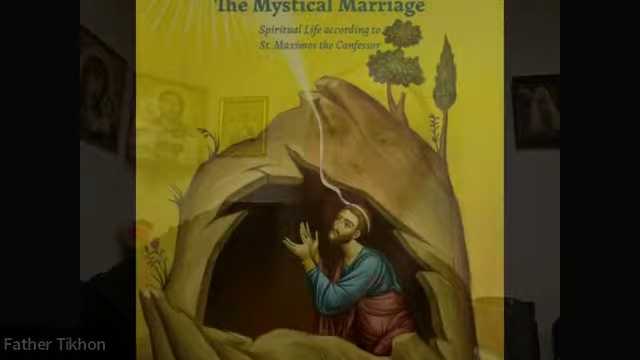 The Mystical Marriage
Spiritual Life according to
St. Maximos the Confessor
Father Tikhon